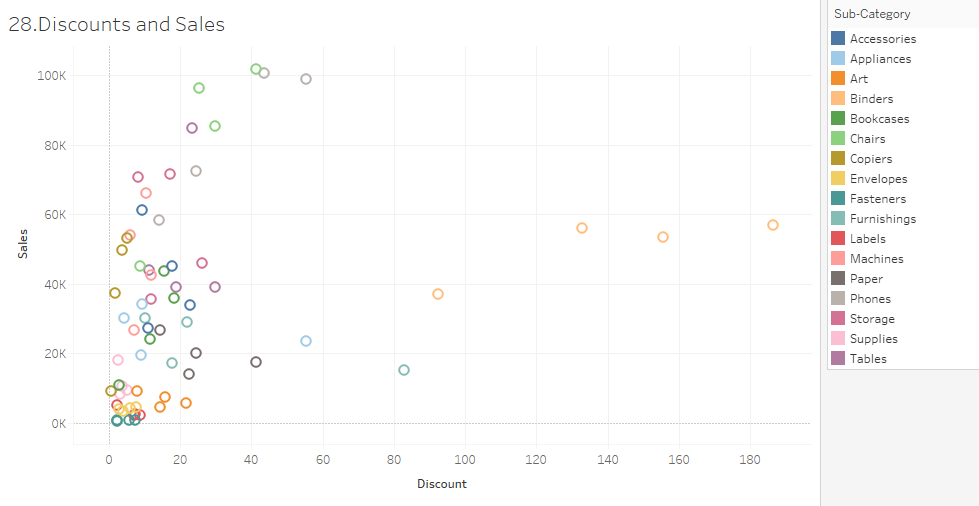 28.Discounts and Sales
Sub-Category
Accessories
Appliances
Art
Binders
Bookcases
Chairs
Copiers
Envelopes
Fasteners
Furnishings
Labels
Machines
Paper
Phones
Storage
Supplies
Tables
100K
80K
60K
40K
20K
0K
Sales
0 20 40 60 80 100 120 140 160 180
Discount